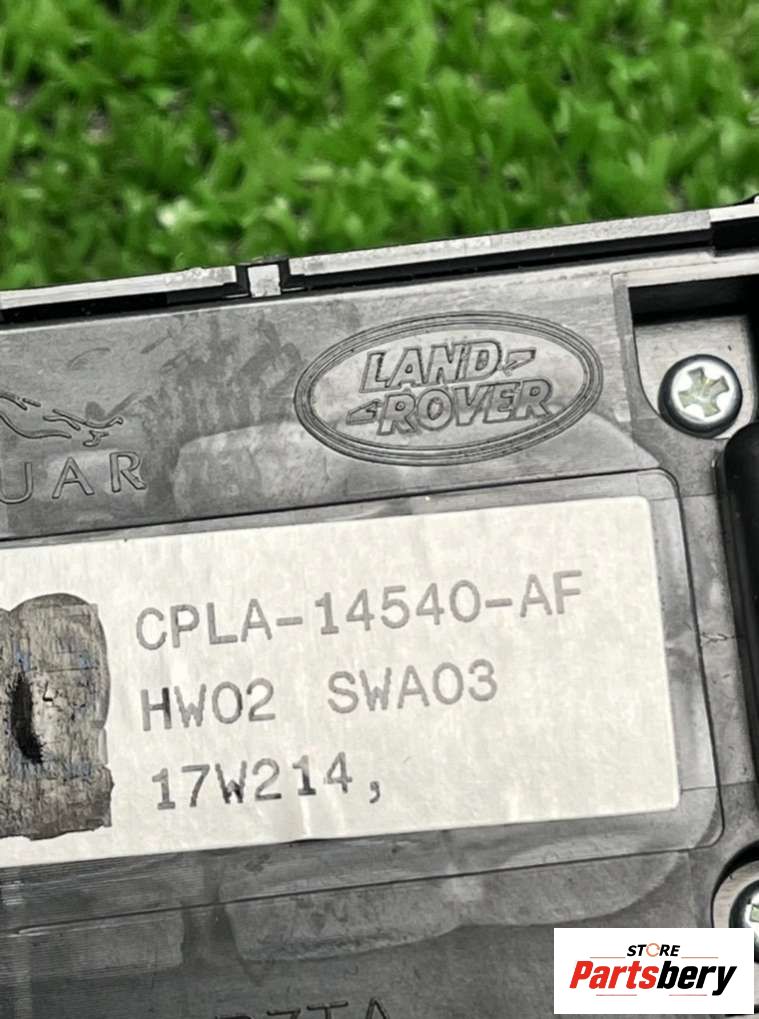 LAND
ROVER
UAR
CPLA-14540-AF
HW02 SWA03
17W214,
STORE
Partsbery